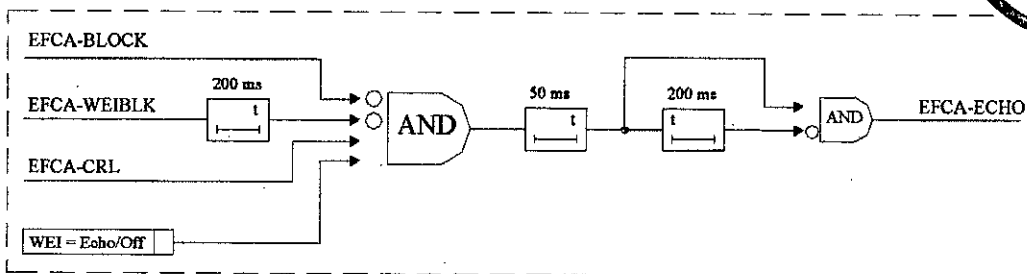 EFCA-BLOCK
200 ms
EFCA-WEIBLK
t
EFCA-CRL
WEI = Echo/Off
AND
50 ms
t
200 ms
t
AND
EFCA-ECHO